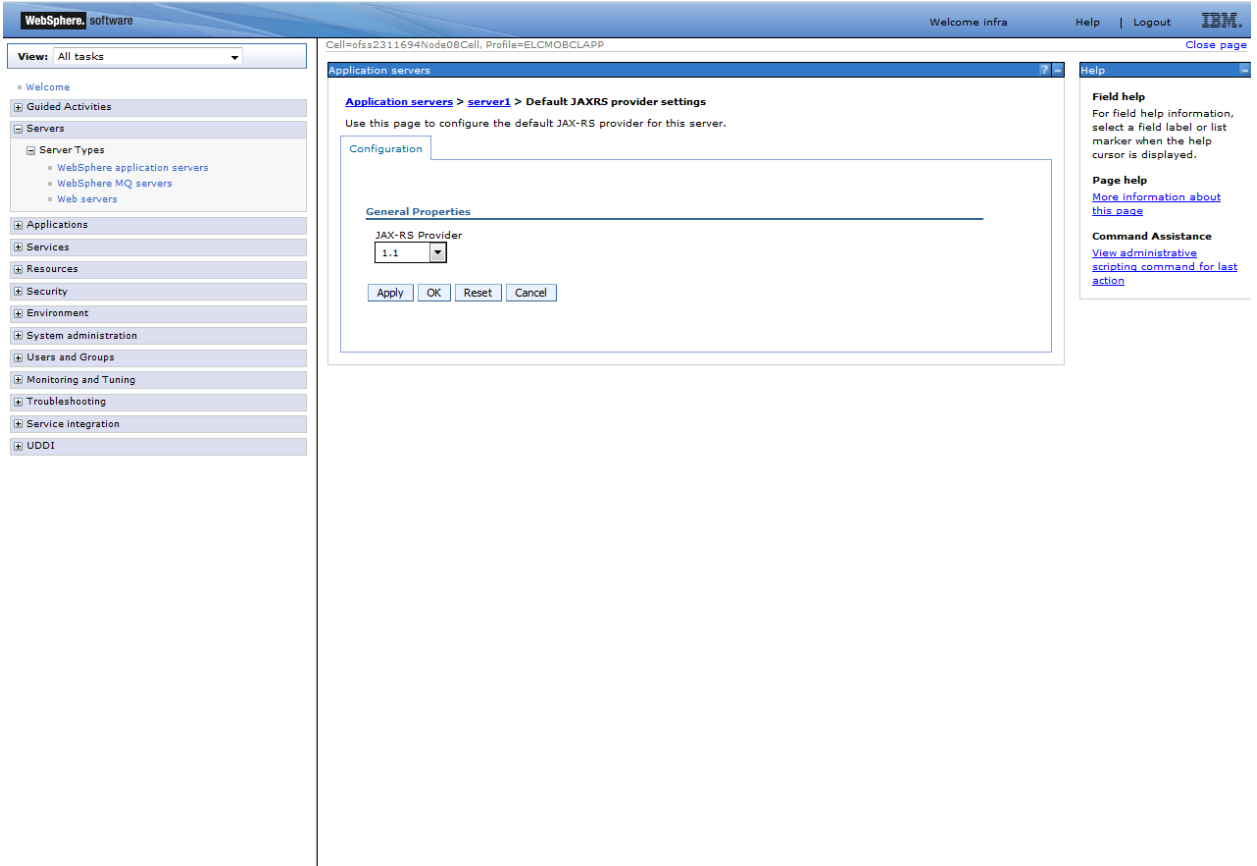 WebSphere. software
Welcome infra Help | Logout IBM.
View: All tasks
Welcome
Guided Activities
Servers
Server Types
WebSphere application servers
WebSphere MQ servers
Web servers
Applications
Services
Resources
Security
Environment
System administration
Users and Groups
Monitoring and Tuning
Troubleshooting
Service integration
UDDI
Cell=ofss2311694Node08Cell, Profile=ELCMOBCLAPP
Close page
Application servers
? –
Application servers > server1 > Default JAXRS provider settings
Use this page to configure the default JAX-RS provider for this server.
Configuration
General Properties
JAX-RS Provider
1.1
Apply OK Reset Cancel
Help
–
Field help
For field help information,
select a field label or list
marker when the help
cursor is displayed.
Page help
More information about
this page
Command Assistance
View administrative
scripting command for last
action